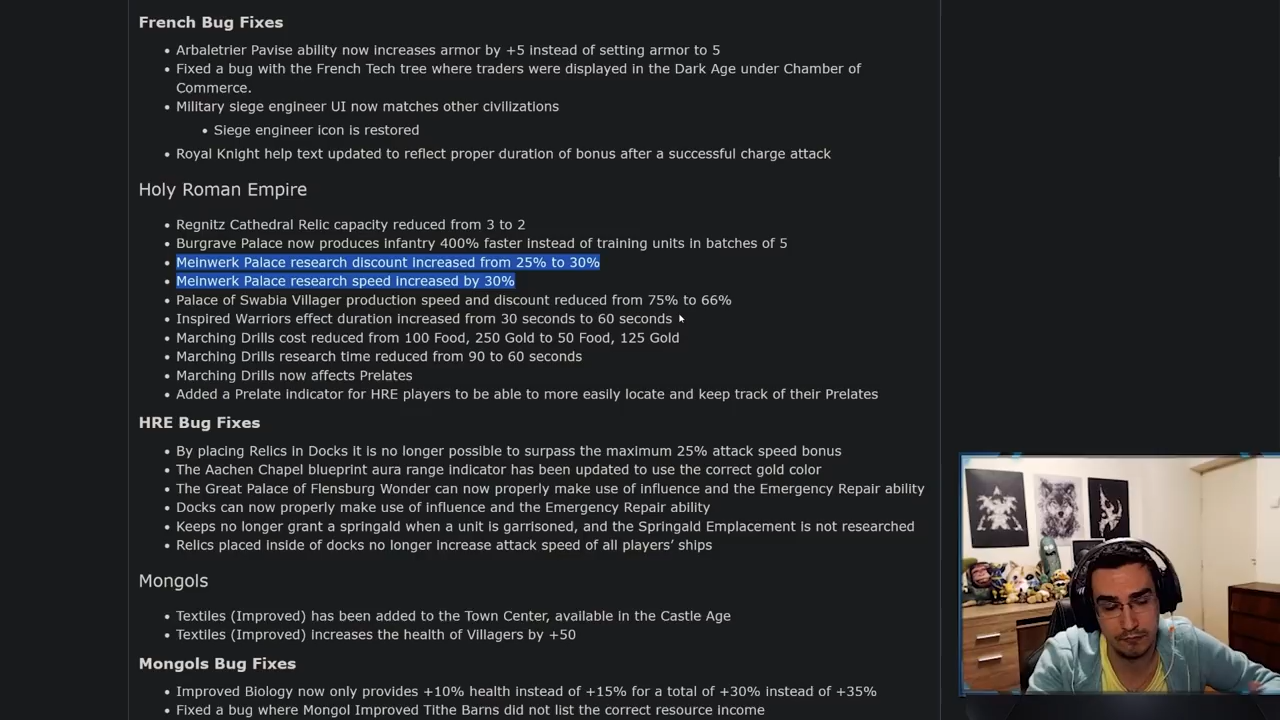 French Bug Fixes
• Arbaletrier Pavise ability now increases armor by +5 instead of setting armor to 5
• Fixed a bug with the French Tech tree where traders were displayed in the Dark Age under Chamber of
Commerce.
• Military siege engineer UI now matches other civilizations
• Siege engineer icon is restored
• Royal Knight help text updated to reflect proper duration of bonus after a successful charge attack
Holy Roman Empire
• Regnitz Cathedral Relic capacity reduced from 3 to 2
• Burgrave Palace now produces infantry 400% faster instead of training units in batches of 5
• Meinwerk Palace research discount increased from 25% to 30%
• Meinwerk Palace research speed increased by 30%
• Palace of Swabia Villager production speed and discount reduced from 75% to 66%
• Inspired Warriors effect duration increased from 30 seconds to 60 seconds
• Marching Drills cost reduced from 100 Food, 250 Gold to 50 Food, 125 Gold
• Marching Drills research time reduced from 90 to 60 seconds
• Marching Drills now affects Prelates
• Added a Prelate indicator for HRE players to be able to more easily locate and keep track of their Prelates
HRE Bug Fixes
• By placing Relics in Docks it is no longer possible to surpass the maximum 25% attack speed bonus
• The Aachen Chapel blueprint aura range indicator has been updated to use the correct gold color
• The Great Palace of Flensburg Wonder can now properly make use of influence and the Emergency Repair ability
• Docks can now properly make use of influence and the Emergency Repair ability
• Keeps no longer grant a springald when a unit is garrisoned, and the Springald Emplacement is not researched
• Relics placed inside of docks no longer increase attack speed of all players’ ships
Mongols
• Textiles (Improved) has been added to the Town Center, available in the Castle Age
• Textiles (Improved) increases the health of Villagers by +50
Mongols Bug Fixes
• Improved Biology now only provides +10% health instead of +15% for a total of +30% instead of +35%
• Fixed a bug where Mongol Improved Tithe Barns did not list the correct resource income